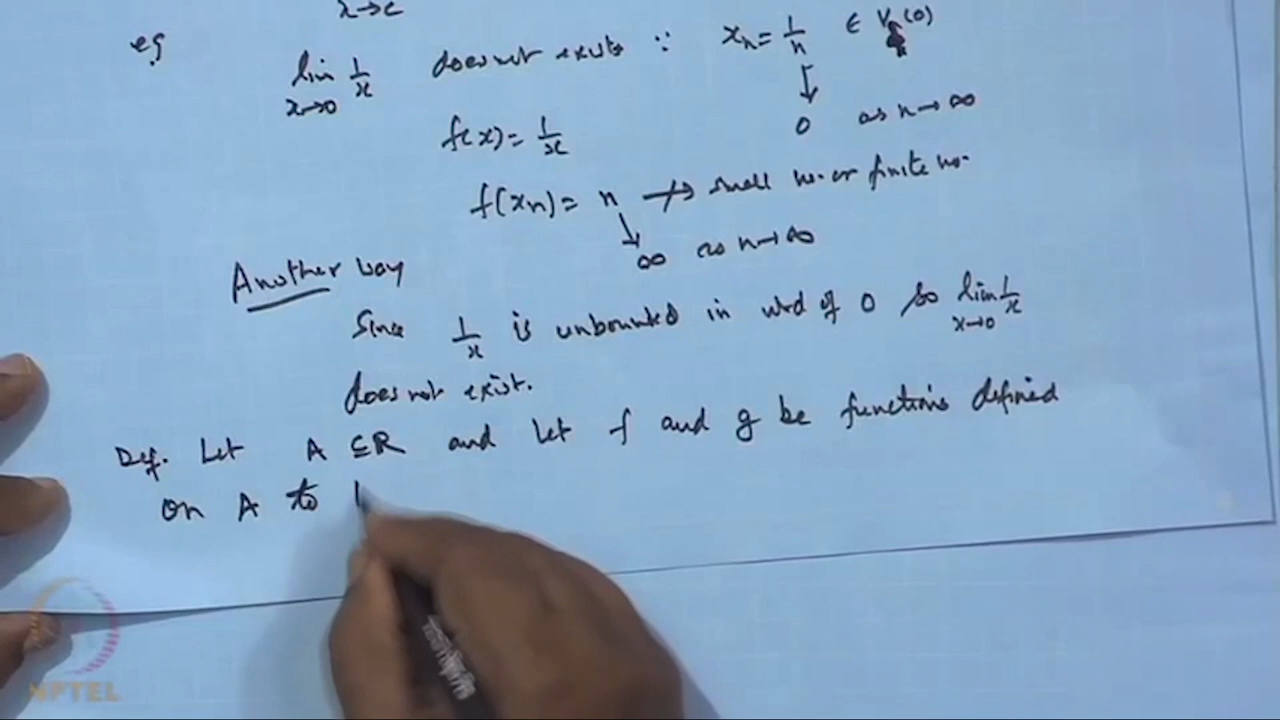 x→c
eg lim x→0 1/x does not exists ∵ xₙ = 1/n ∈ V (0)
↓
0 as n→∞
f(x) = 1/x
f(xₙ) = n ↛ small no. or finite no.
↓
∞ as n→∞
Another way
Since 1/x is unbounded in nbd of 0 so lim x→0 1/x
does not exist.
Def. Let A ⊆ R and let f and g be functions defined
on A to
NPTEL